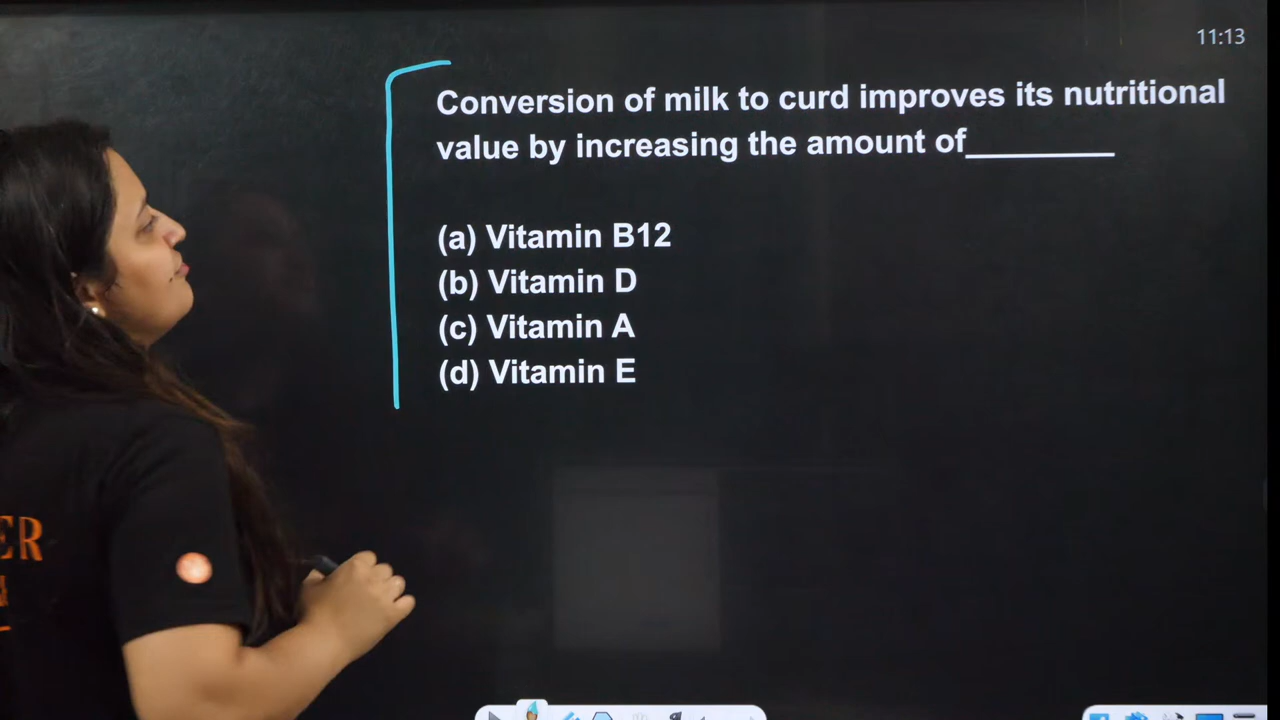 11:13
Conversion of milk to curd improves its nutritional
value by increasing the amount of________
(a) Vitamin B12
(b) Vitamin D
(c) Vitamin A
(d) Vitamin E
ER